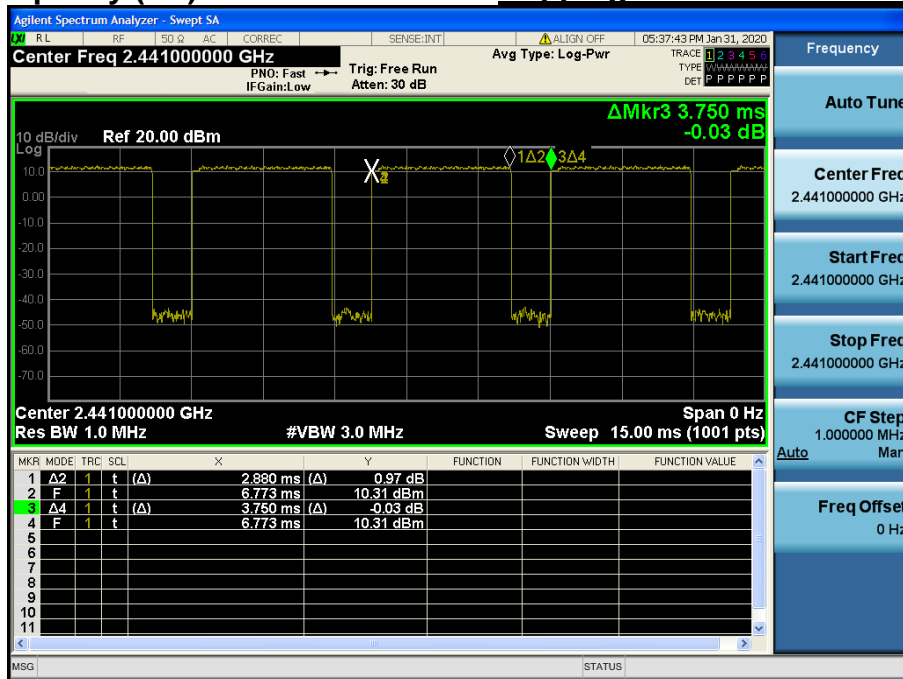 Agilent Spectrum Analyzer - Swept SA
LXI RL RF 50 Ω AC CORREC SENSE:INT ALIGN OFF 05:37:43 PM Jan 31, 2020
Center Freq 2.441000000 GHz
PNO: Fast
IFGain:Low
Trig: Free Run
Atten: 30 dB
Avg Type: Log-Pwr
TRACE 1 2 3 4 5 6
TYPE
DET P P P P P P
ΔMkr3 3.750 ms
-0.03 dB
10 dB/div Ref 20.00 dBm
Log
10.0
0.00
-10.0
-20.0
-30.0
-40.0
-50.0
-60.0
-70.0
1Δ2 3Δ4
Center 2.441000000 GHz Span 0 Hz
Res BW 1.0 MHz #VBW 3.0 MHz Sweep 15.00 ms (1001 pts)
MKR MODE TRC SCL X Y FUNCTION FUNCTION WIDTH FUNCTION VALUE
1 Δ2 1 t (Δ) 2.880 ms (Δ) 0.97 dB
2 F 1 t 6.773 ms 10.31 dBm
3 Δ4 1 t (Δ) 3.750 ms (Δ) -0.03 dB
4 F 1 t 6.773 ms 10.31 dBm
5
6
7
8
9
10
11
MSG STATUS
Frequency
Auto Tune
Center Freq
2.441000000 GHz
Start Freq
2.441000000 GHz
Stop Freq
2.441000000 GHz
CF Step
1.000000 MHz
Auto Man
Freq Offset
0 Hz